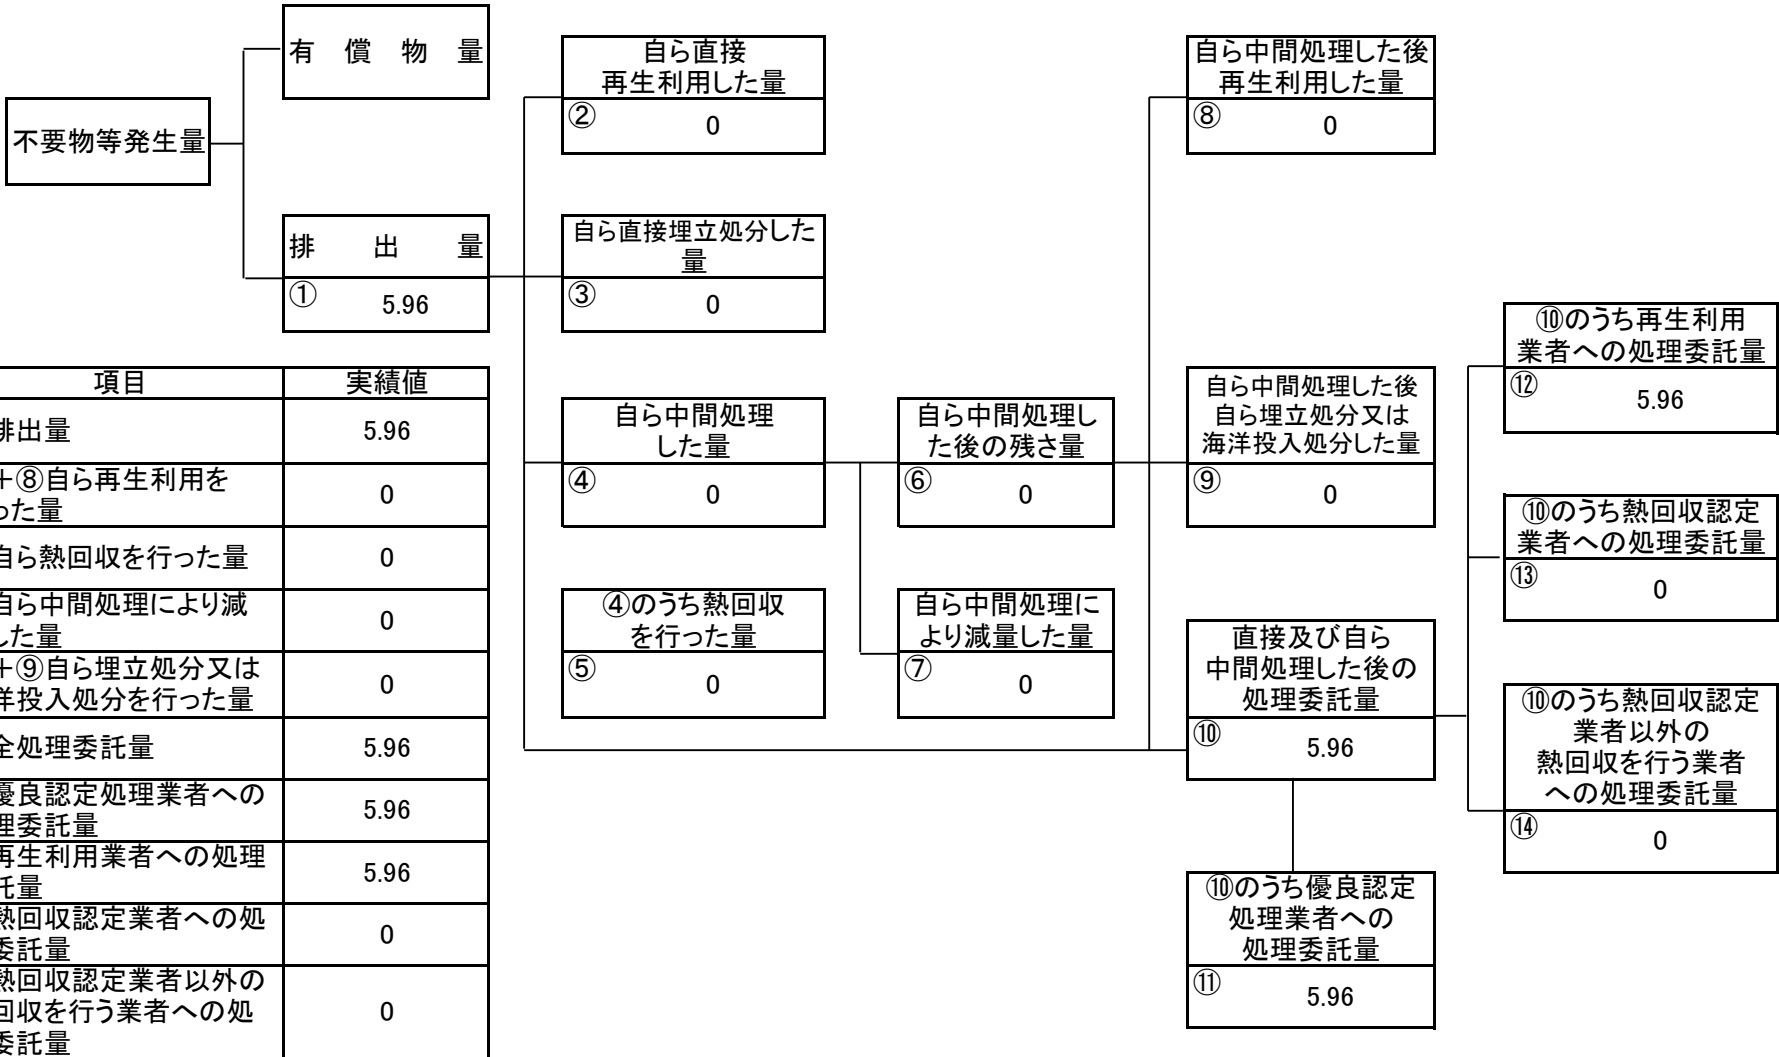 有償物量
不要物等発生量
排出量
① 5.96
自ら直接
再生利用した量
② 0
自ら直接埋立処分した
量
③ 0
自ら中間処理
した量
④ 0
④のうち熱回収
を行った量
⑤ 0
自ら中間処理し
た後の残さ量
⑥ 0
自ら中間処理に
より減量した量
⑦ 0
自ら中間処理した後
再生利用した量
⑧ 0
自ら中間処理した後
自ら埋立処分又は
海洋投入処分した量
⑨ 0
直接及び自ら
中間処理した後の
処理委託量
⑩ 5.96
⑩のうち優良認定
処理業者への
処理委託量
⑪ 5.96
⑩のうち再生利用
業者への処理委託量
⑫ 5.96
⑩のうち熱回収認定
業者への処理委託量
⑬ 0
⑩のうち熱回収認定
業者以外の
熱回収を行う業者
への処理委託量
⑭ 0
項目 実績値
排出量 5.96
+⑧自ら再生利用を
った量 0
自ら熱回収を行った量 0
自ら中間処理により減
した量 0
+⑨自ら埋立処分又は
洋投入処分を行った量 0
全処理委託量 5.96
優良認定処理業者への
理委託量 5.96
再生利用業者への処理
託量 5.96
熱回収認定業者への処
委託量 0
熱回収認定業者以外の
回収を行う業者への処
委託量 0